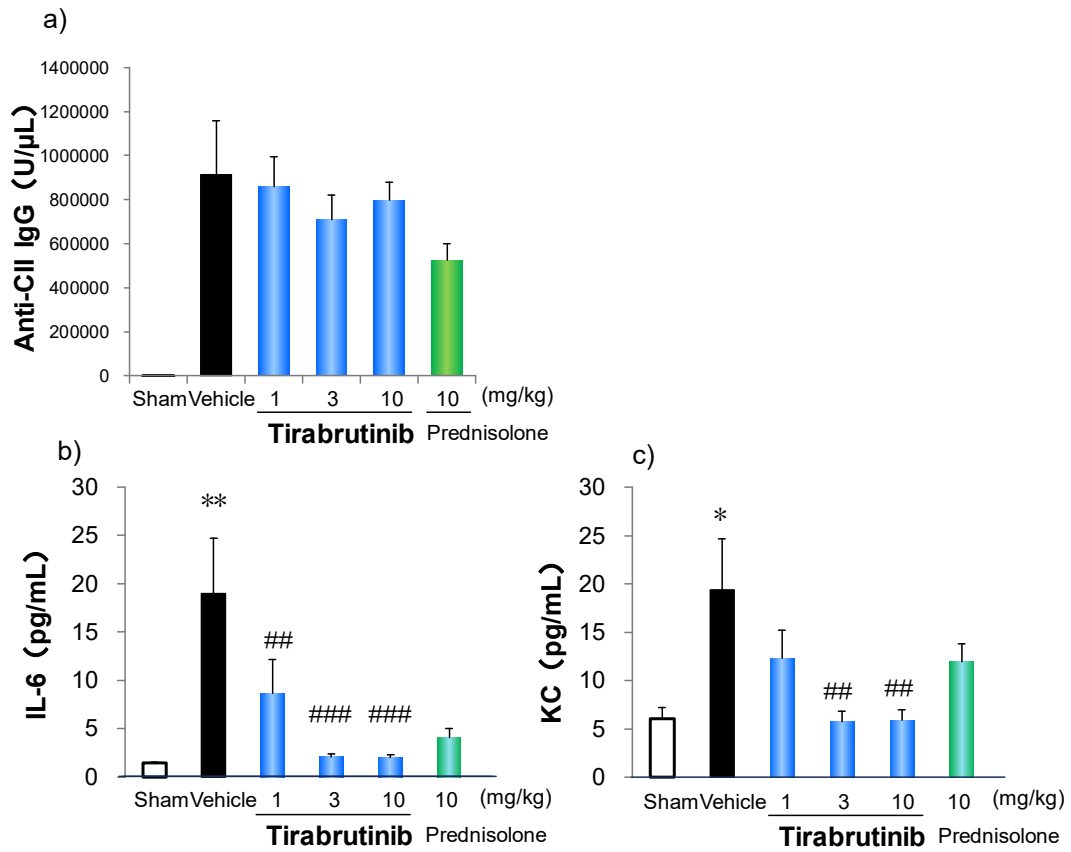 a)
Anti-CII IgG (U/μL)
1400000
1200000
1000000
800000
600000
400000
200000
0
Sham Vehicle 1 3 10 10 (mg/kg)
Tirabrutinib Prednisolone
b)
IL-6 (pg/mL)
30
25
20
15
10
5
0
**
##
### ###
Sham Vehicle 1 3 10 10 (mg/kg)
Tirabrutinib Prednisolone
c)
KC (pg/mL)
30
25
20
15
10
5
0
*
## ##
Sham Vehicle 1 3 10 10 (mg/kg)
Tirabrutinib Prednisolone